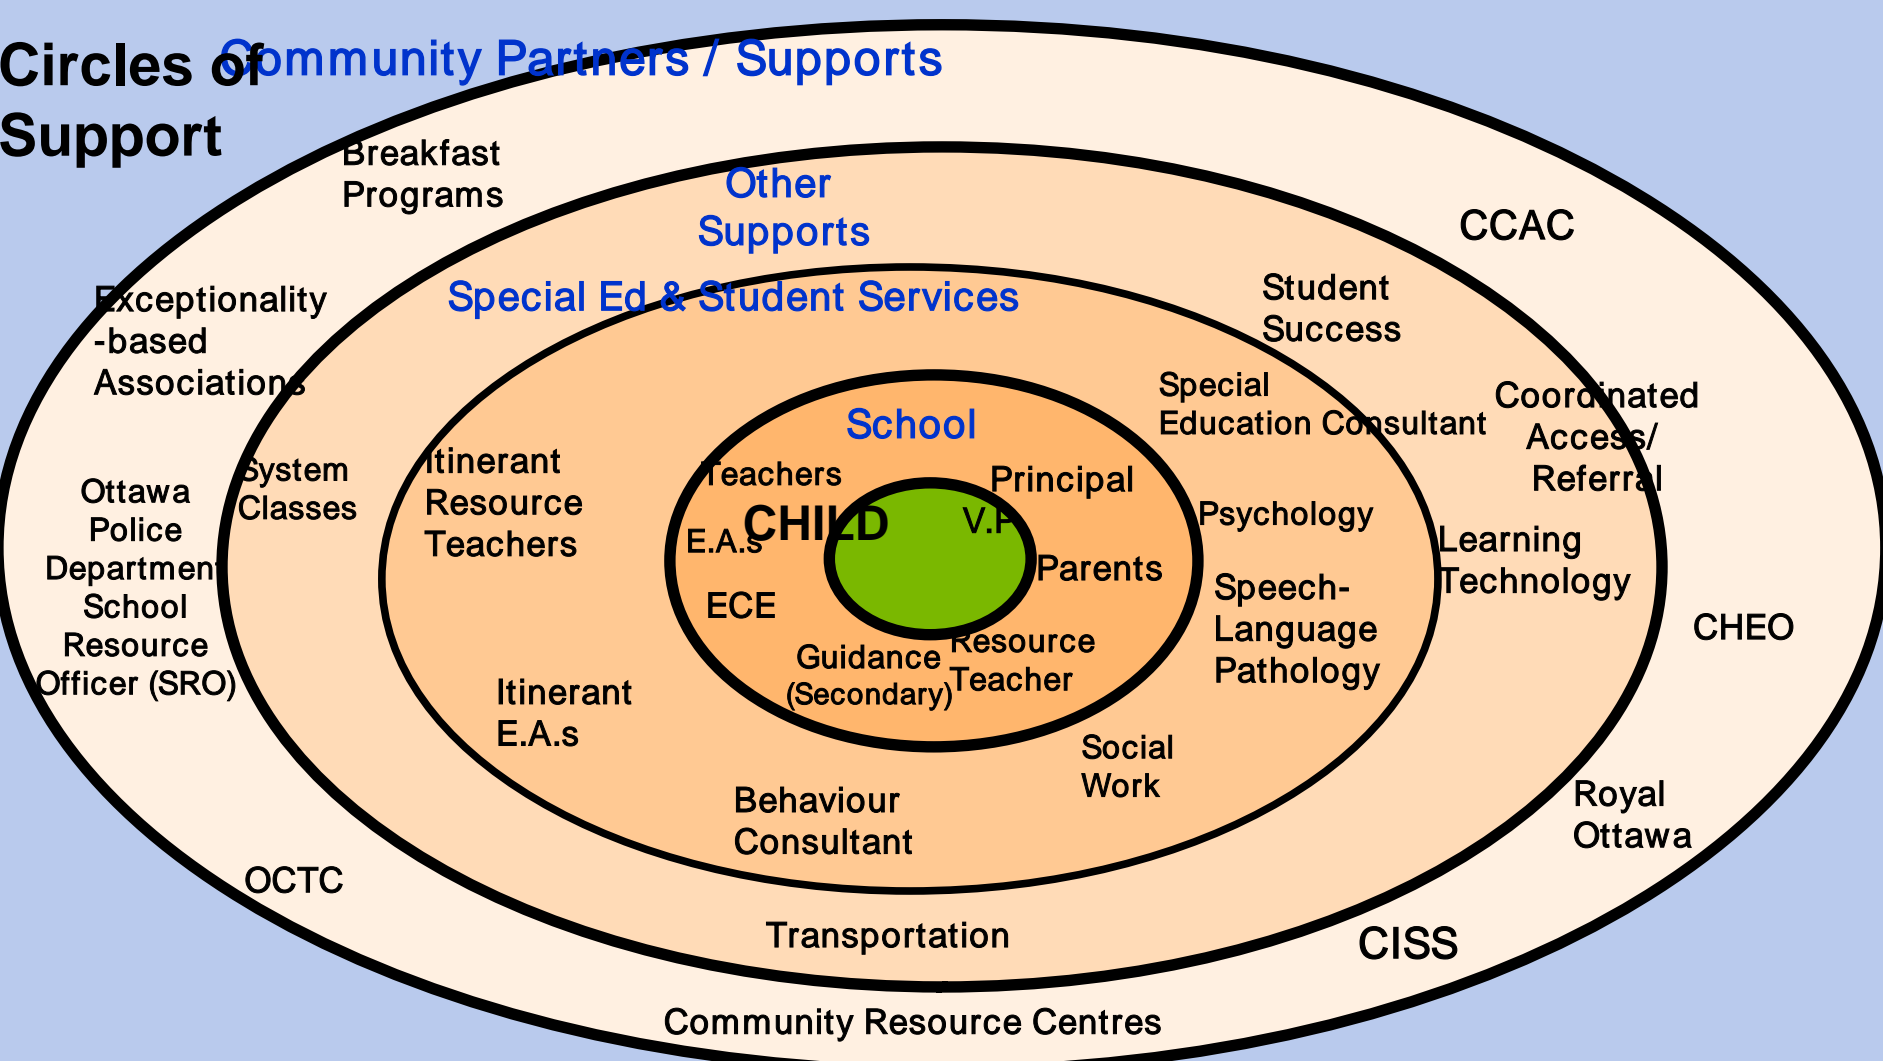 Circles of
Support
Community Partners / Supports
Breakfast
Programs
Other
Supports
CCAC
Exceptionality
-based
Associations
Special Ed & Student Services
Student
Success
Special
Education Consultant
Coordinated
Access/
Referral
School
System
Classes
Itinerant
Resource
Teachers
Teachers
Principal
CHILD
V.P
E.A.s
Psychology
Ottawa
Police
Department
School
Resource
Officer (SRO)
Parents
Learning
Technology
ECE
Speech-
Language
Pathology
CHEO
Guidance
(Secondary)
Resource
Teacher
Itinerant
E.A.s
Social
Work
Behaviour
Consultant
Royal
Ottawa
OCTC
Transportation
CISS
Community Resource Centres